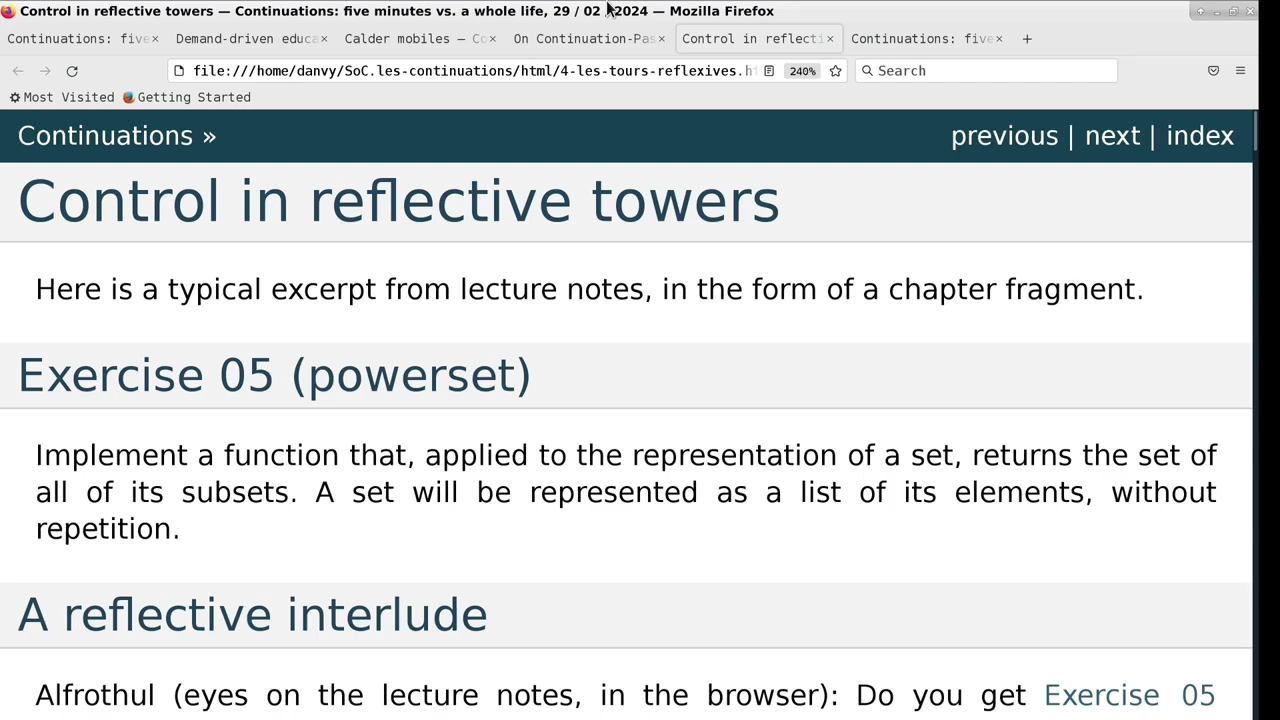 Control in reflective towers — Continuations: five minutes vs. a whole life, 29 / 02 / 2024 — Mozilla Firefox
Continuations: five
Demand-driven educa
Calder mobiles — Co
On Continuation-Pas
Control in reflecti
Continuations: five
file:///home/danvy/SoC.les-continuations/html/4-les-tours-reflexives.ht
240%
Search
Most Visited
Getting Started
Continuations »
previous | next | index
Control in reflective towers
Here is a typical excerpt from lecture notes, in the form of a chapter fragment.
Exercise 05 (powerset)
Implement a function that, applied to the representation of a set, returns the set of
all of its subsets. A set will be represented as a list of its elements, without
repetition.
A reflective interlude
Alfrothul (eyes on the lecture notes, in the browser): Do you get Exercise 05